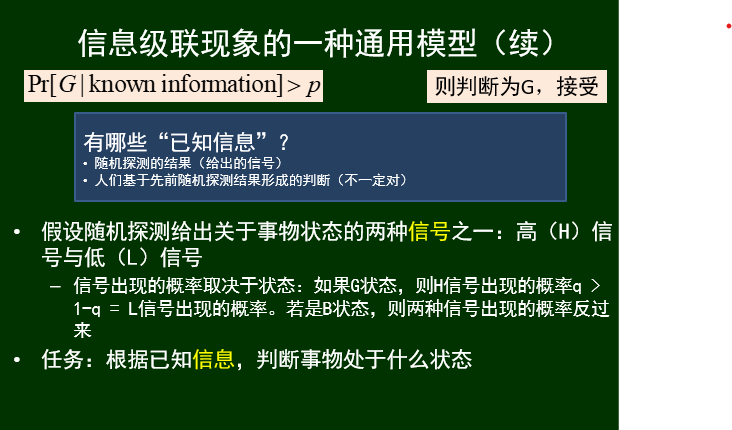 信息级联现象的一种通用模型（续）
Pr[G | known information] > p
则判断为G，接受
有哪些“已知信息”？
• 随机探测的结果（给出的信号）
• 人们基于先前随机探测结果形成的判断（不一定对）
• 假设随机探测给出关于事物状态的两种信号之一：高（H）信
号与低（L）信号
– 信号出现的概率取决于状态：如果G状态，则H信号出现的概率q >
1-q = L信号出现的概率。若是B状态，则两种信号出现的概率反过
来
• 任务：根据已知信息，判断事物处于什么状态